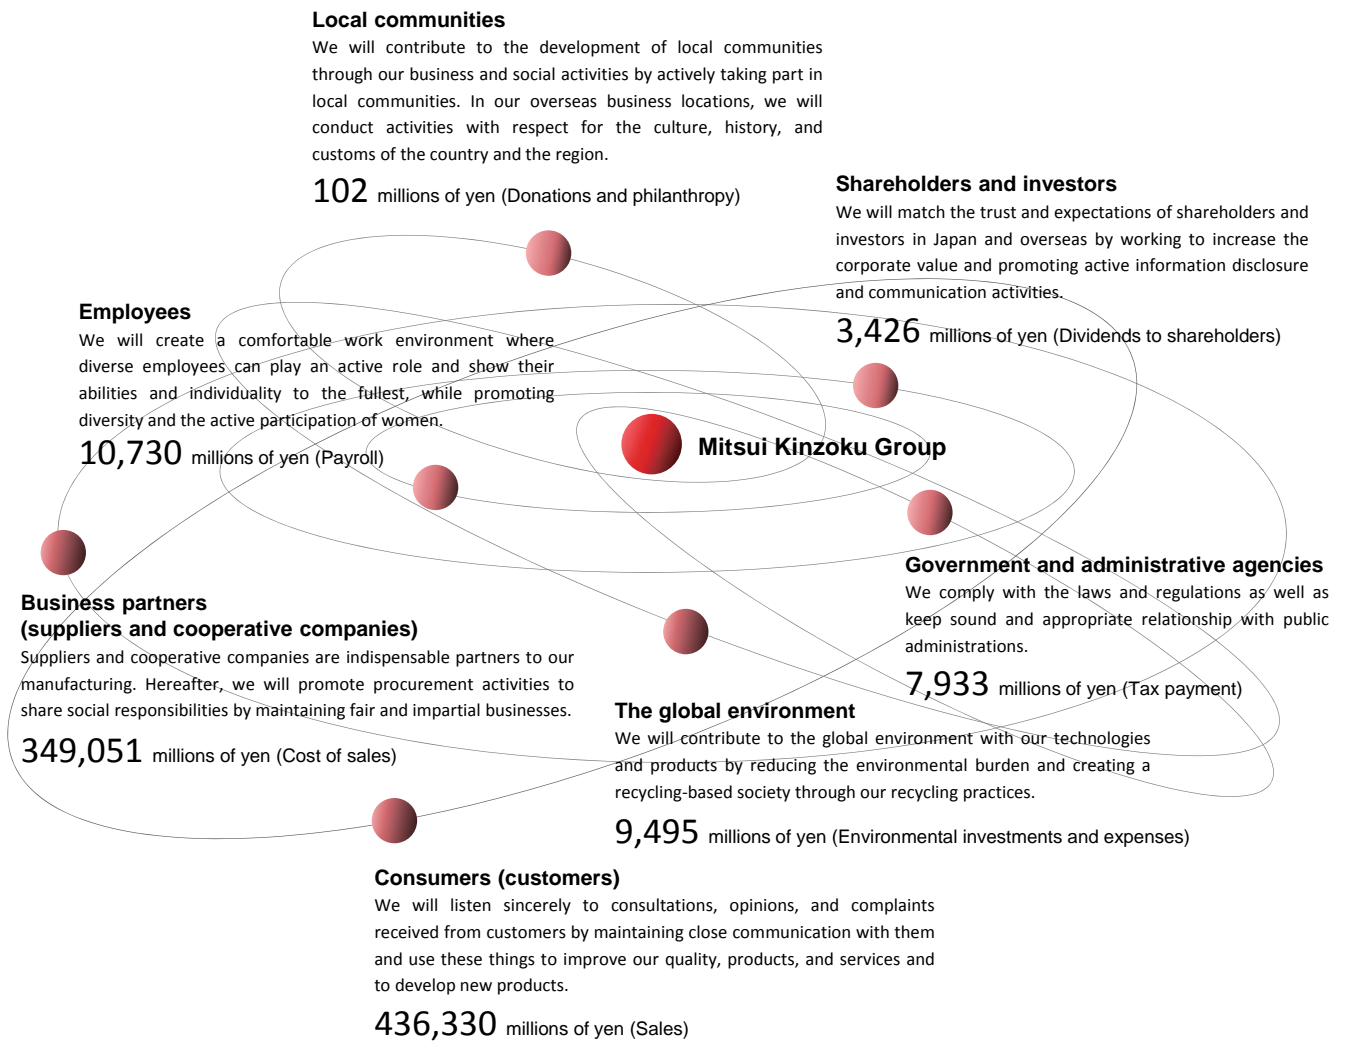 Local communities
We will contribute to the development of local communities
through our business and social activities by actively taking part in
local communities. In our overseas business locations, we will
conduct activities with respect for the culture, history, and
customs of the country and the region.
102 millions of yen (Donations and philanthropy)
Shareholders and investors
We will match the trust and expectations of shareholders and
investors in Japan and overseas by working to increase the
corporate value and promoting active information disclosure
and communication activities.
3,426 millions of yen (Dividends to shareholders)
Employees
We will create a comfortable work environment where
diverse employees can play an active role and show their
abilities and individuality to the fullest, while promoting
diversity and the active participation of women.
10,730 millions of yen (Payroll)
Mitsui Kinzoku Group
Government and administrative agencies
We comply with the laws and regulations as well as
keep sound and appropriate relationship with public
administrations.
7,933 millions of yen (Tax payment)
Business partners
(suppliers and cooperative companies)
Suppliers and cooperative companies are indispensable partners to our
manufacturing. Hereafter, we will promote procurement activities to
share social responsibilities by maintaining fair and impartial businesses.
349,051 millions of yen (Cost of sales)
The global environment
We will contribute to the global environment with our technologies
and products by reducing the environmental burden and creating a
recycling-based society through our recycling practices.
9,495 millions of yen (Environmental investments and expenses)
Consumers (customers)
We will listen sincerely to consultations, opinions, and complaints
received from customers by maintaining close communication with them
and use these things to improve our quality, products, and services and
to develop new products.
436,330 millions of yen (Sales)